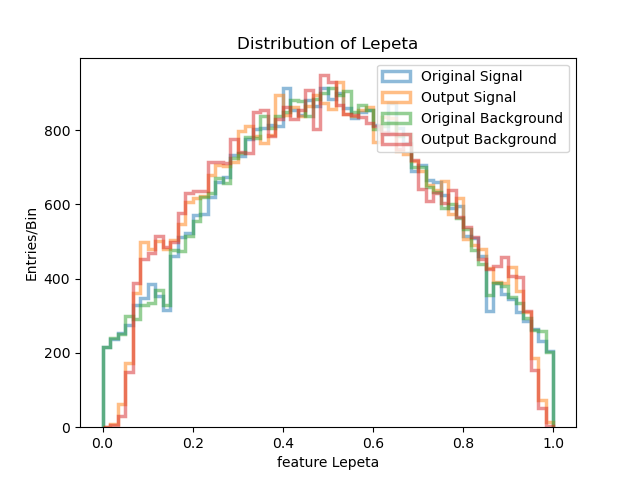 Distribution of Lepeta
Original Signal
Output Signal
Original Background
Output Background
Entries/Bin
800
600
400
200
0
0.0 0.2 0.4 0.6 0.8 1.0
feature Lepeta